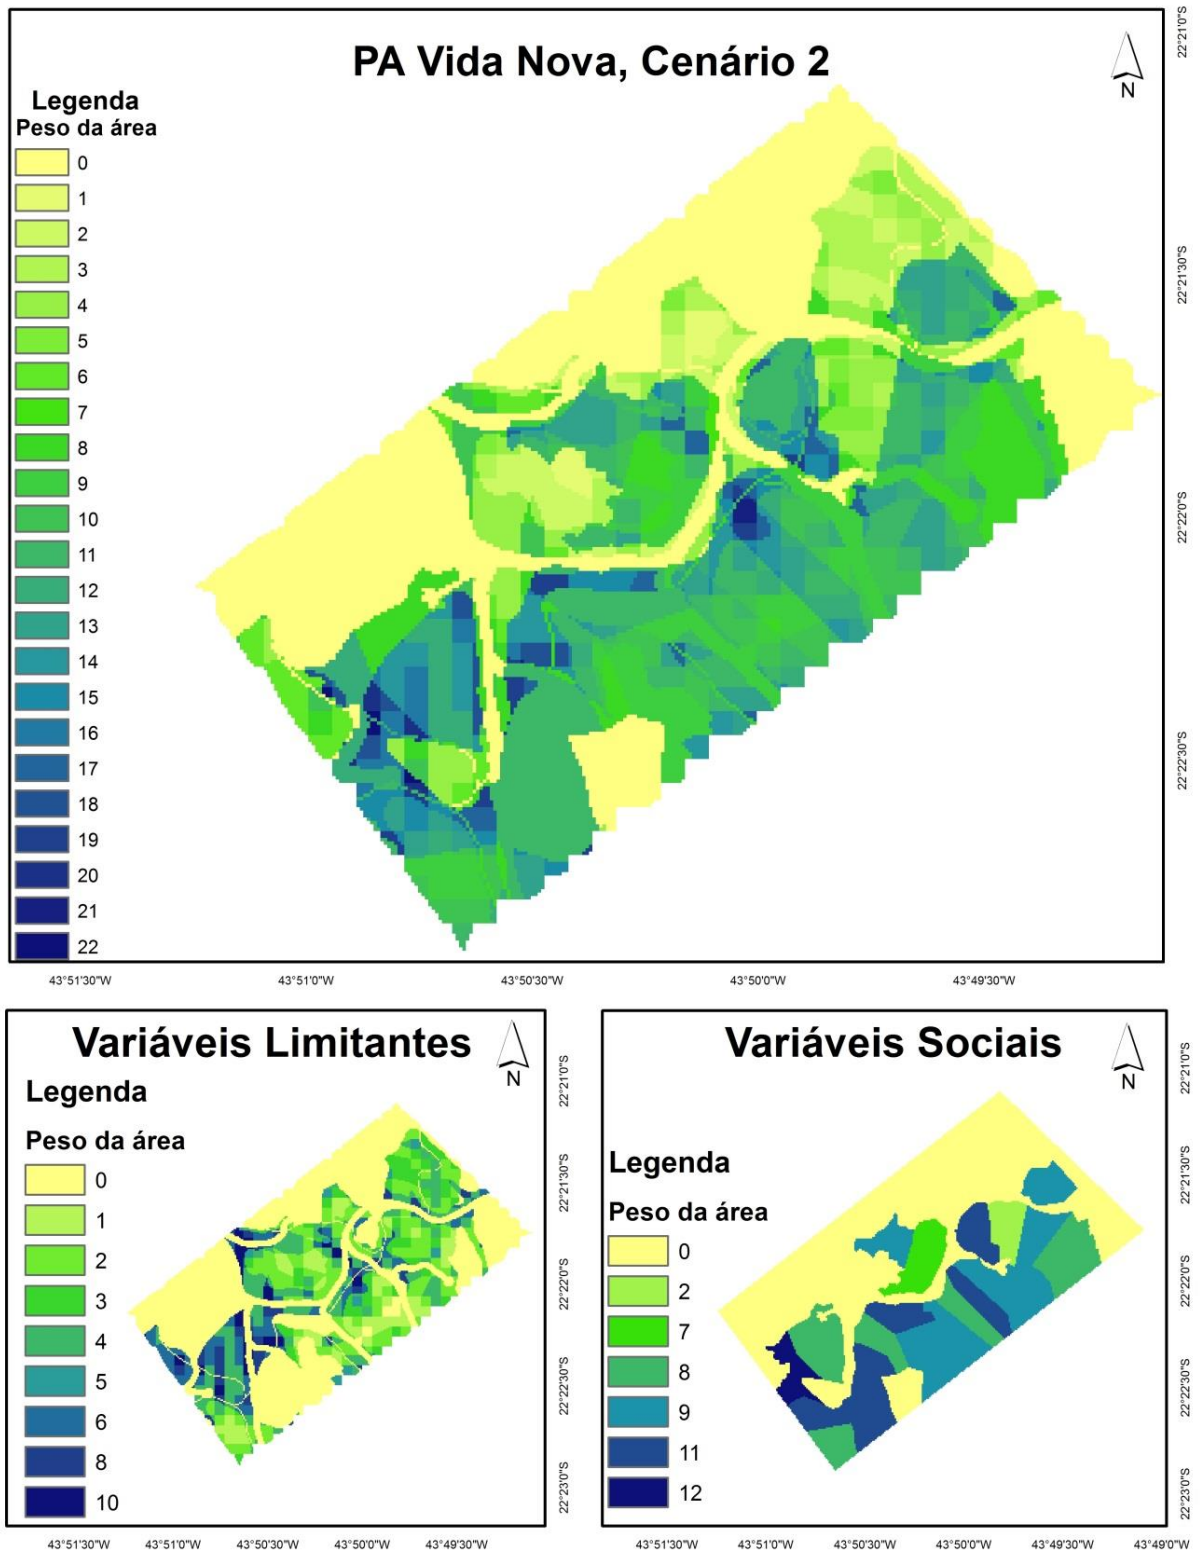 PA Vida Nova, Cenário 2
N
Legenda
Peso da área
0
1
2
3
4
5
6
7
8
9
10
11
12
13
14
15
16
17
18
19
20
21
22
22°21'0"S
22°21'30"S
22°22'0"S
22°22'30"S
43°51'30"W
43°51'0"W
43°50'30"W
43°50'0"W
43°49'30"W
Variáveis Limitantes
N
Legenda
Peso da área
0
1
2
3
4
5
6
8
10
22°21'0"S
22°21'30"S
22°22'0"S
22°22'30"S
22°23'0"S
43°51'30"W
43°51'0"W
43°50'30"W
43°50'0"W
43°49'30"W
Variáveis Sociais
N
Legenda
Peso da área
0
2
7
8
9
11
12
22°21'0"S
22°21'30"S
22°22'0"S
22°22'30"S
22°23'0"S
43°51'30"W
43°51'0"W
43°50'30"W
43°50'0"W
43°49'30"W
43°49'0"W